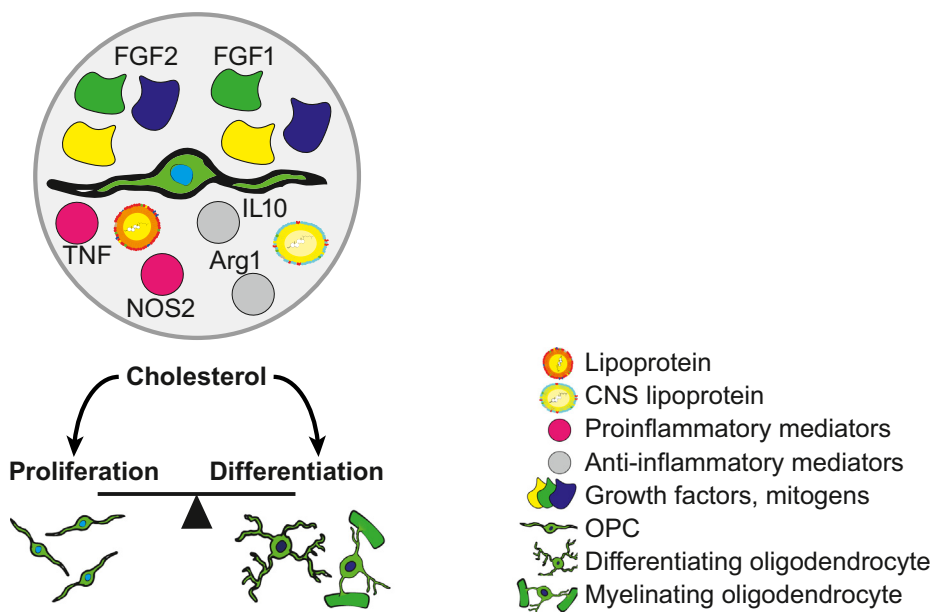 FGF2 FGF1
IL10
TNF
Arg1
NOS2
Cholesterol
Proliferation Differentiation
Lipoprotein
CNS lipoprotein
Proinflammatory mediators
Anti-inflammatory mediators
Growth factors, mitogens
OPC
Differentiating oligodendrocyte
Myelinating oligodendrocyte